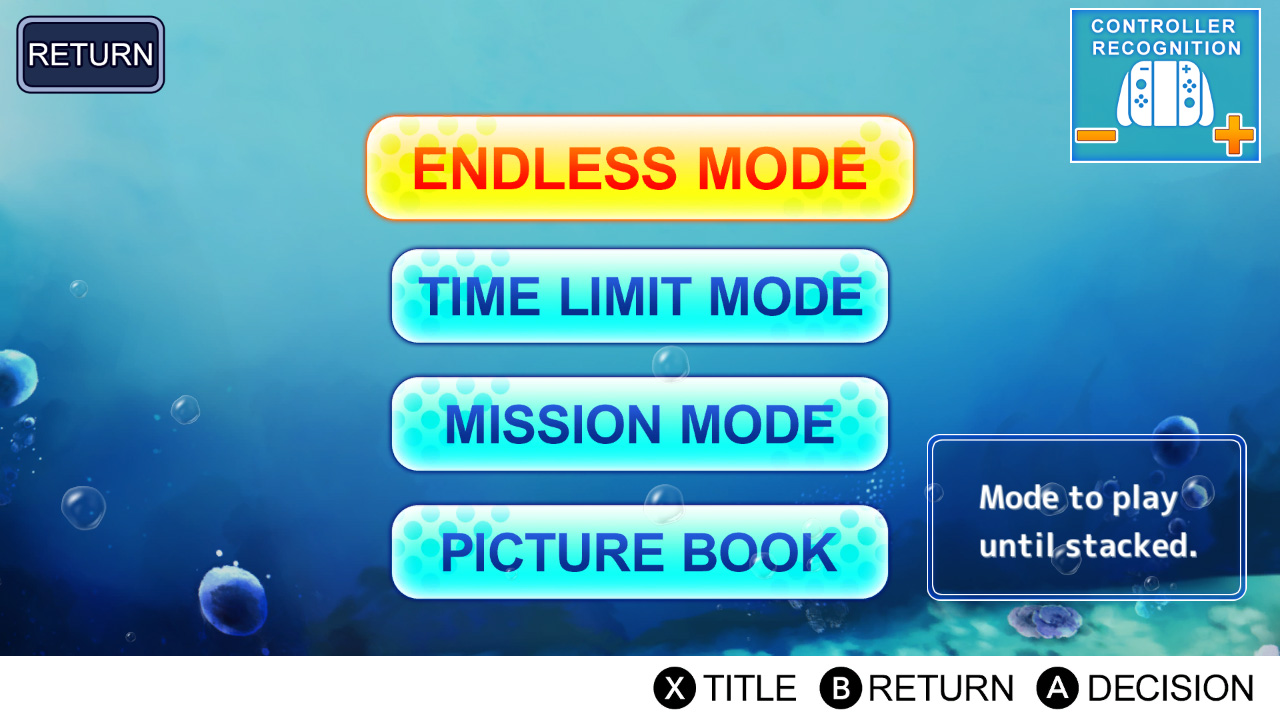 RETURN
CONTROLLER
RECOGNITION
ENDLESS MODE
TIME LIMIT MODE
MISSION MODE
PICTURE BOOK
Mode to play
until stacked.
X TITLE B RETURN A DECISION